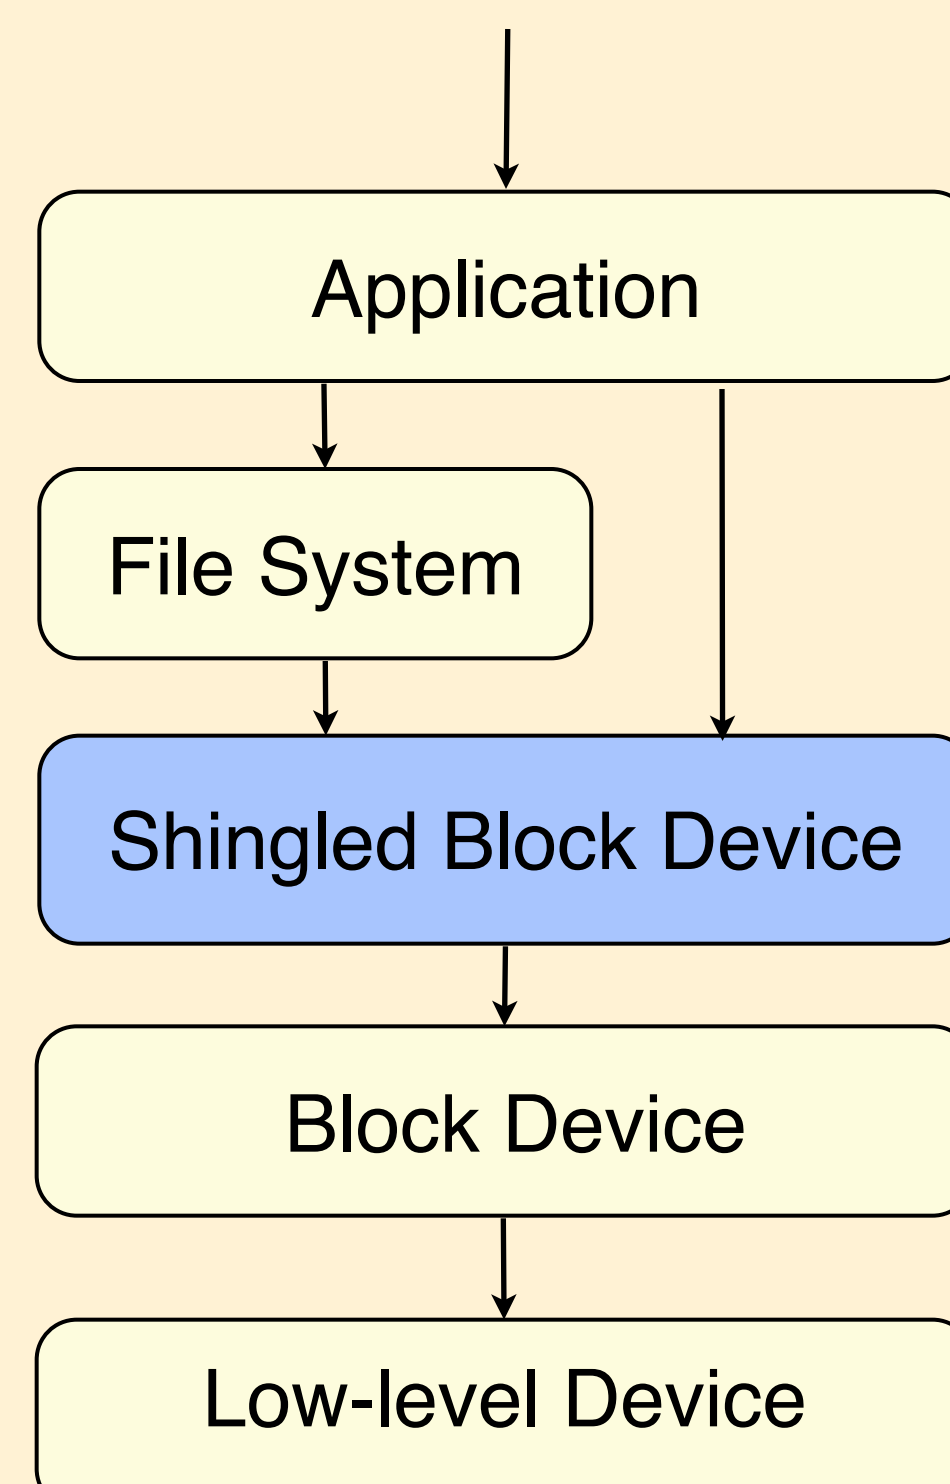 Application
File System
Shingled Block Device
Block Device
Low-level Device